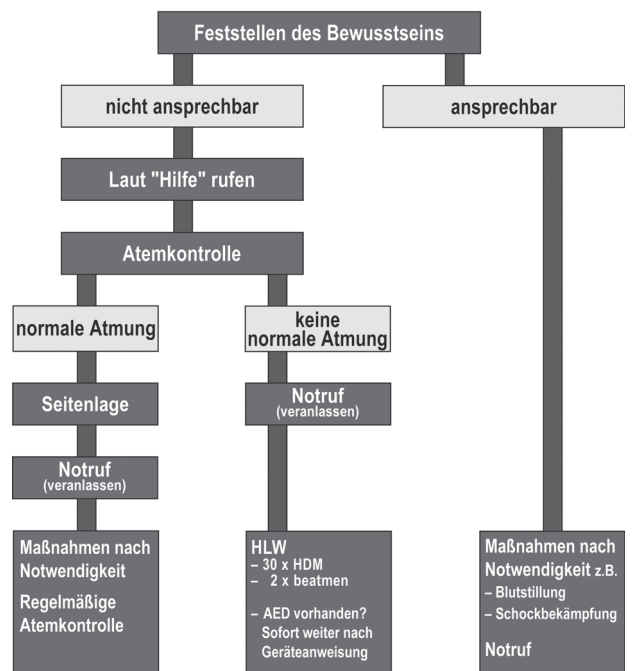 Feststellen des Bewusstseins
nicht ansprechbar
ansprechbar
Laut "Hilfe" rufen
Atemkontrolle
normale Atmung
keine
normale Atmung
Seitenlage
Notruf
(veranlassen)
Notruf
(veranlassen)
Maßnahmen nach
Notwendigkeit
Regelmäßige
Atemkontrolle
HLW
– 30 x HDM
– 2 x beatmen
– AED vorhanden?
Sofort weiter nach
Geräteanweisung
Maßnahmen nach
Notwendigkeit z.B.
– Blutstillung
– Schockbekämpfung
Notruf